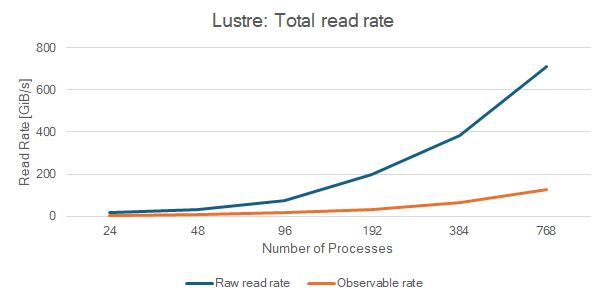 Lustre: Total read rate
800
600
400
200
0
Read Rate [GiB/s]
24 48 96 192 384 768
Number of Processes
Raw read rate Observable rate